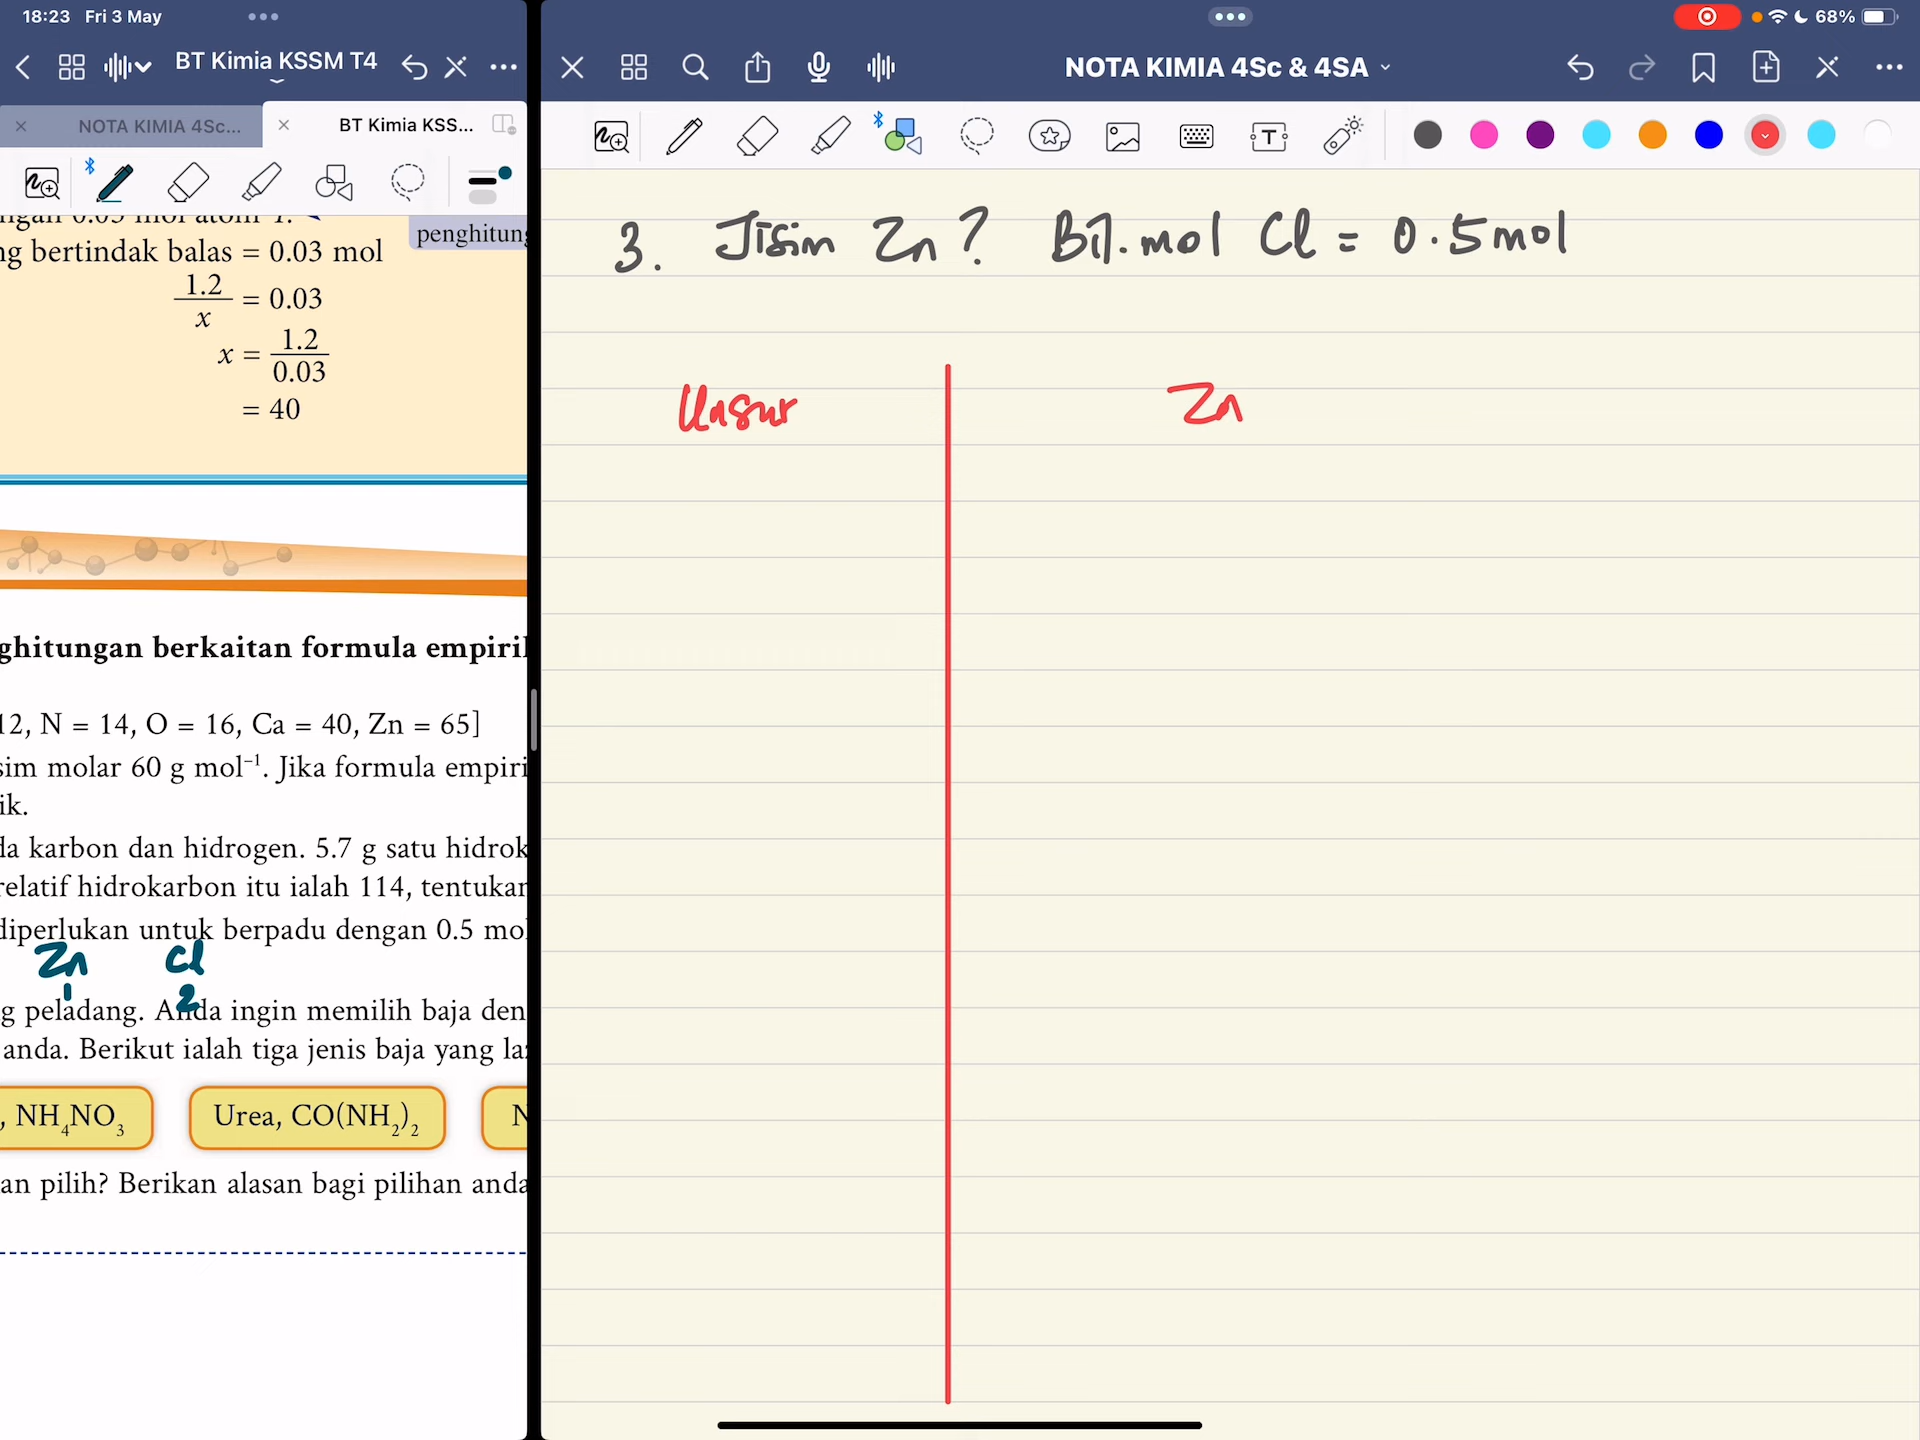 18:23 Fri 3 May
68%
BT Kimia KSSM T4
NOTA KIMIA 4Sc & 4SA
NOTA KIMIA 4Sc...
BT Kimia KSS...
T
penghitung
ng bertindak balas = 0.03 mol
1.2
x
= 0.03
x = 1.2
0.03
= 40
ghitungan berkaitan formula empiri
12, N = 14, O = 16, Ca = 40, Zn = 65]
sim molar 60 g mol⁻¹. Jika formula empiri
ik.
da karbon dan hidrogen. 5.7 g satu hidrok
relatif hidrokarbon itu ialah 114, tentukan
diperlukan untuk berpadu dengan 0.5 mo
Zn Cl
1 2
g peladang. Anda ingin memilih baja den
anda. Berikut ialah tiga jenis baja yang la
, NH₄NO₃ Urea, CO(NH₂)₂ N
an pilih? Berikan alasan bagi pilihan anda
3. Jisim Zn? Bil. mol Cl = 0.5 mol
Unsur Zn